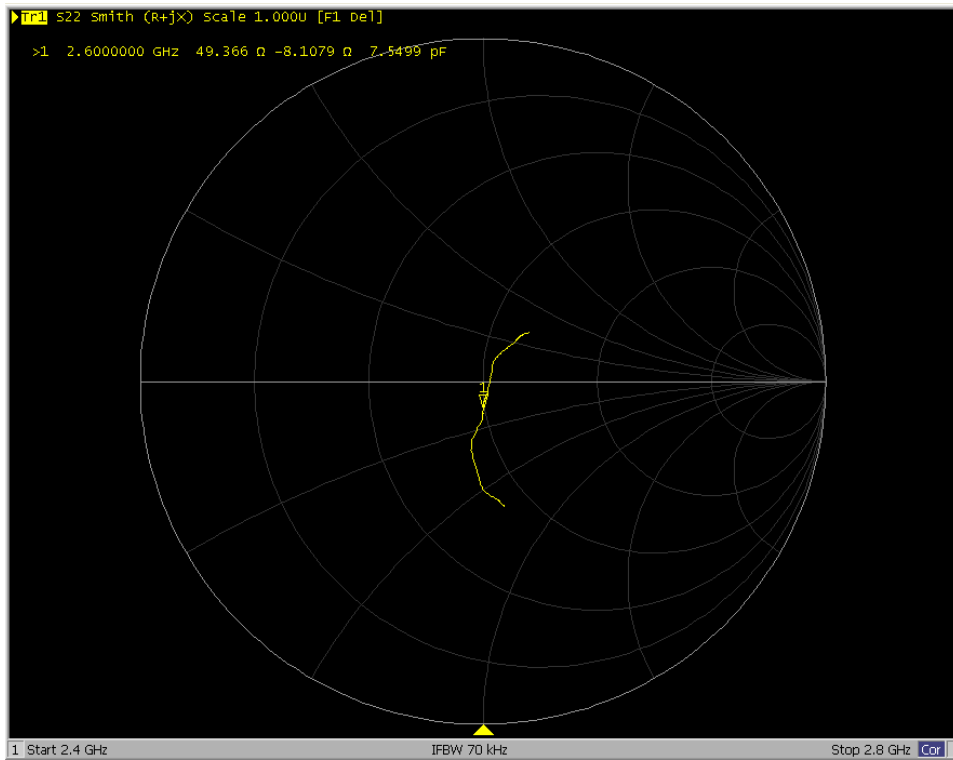 Tr1 S22 Smith (R+jX) Scale 1.000U [F1 Del]
>1 2.6000000 GHz 49.366 Ω -8.1079 Ω 7.5499 pF
1
1 Start 2.4 GHz IFBW 70 kHz Stop 2.8 GHz Cor